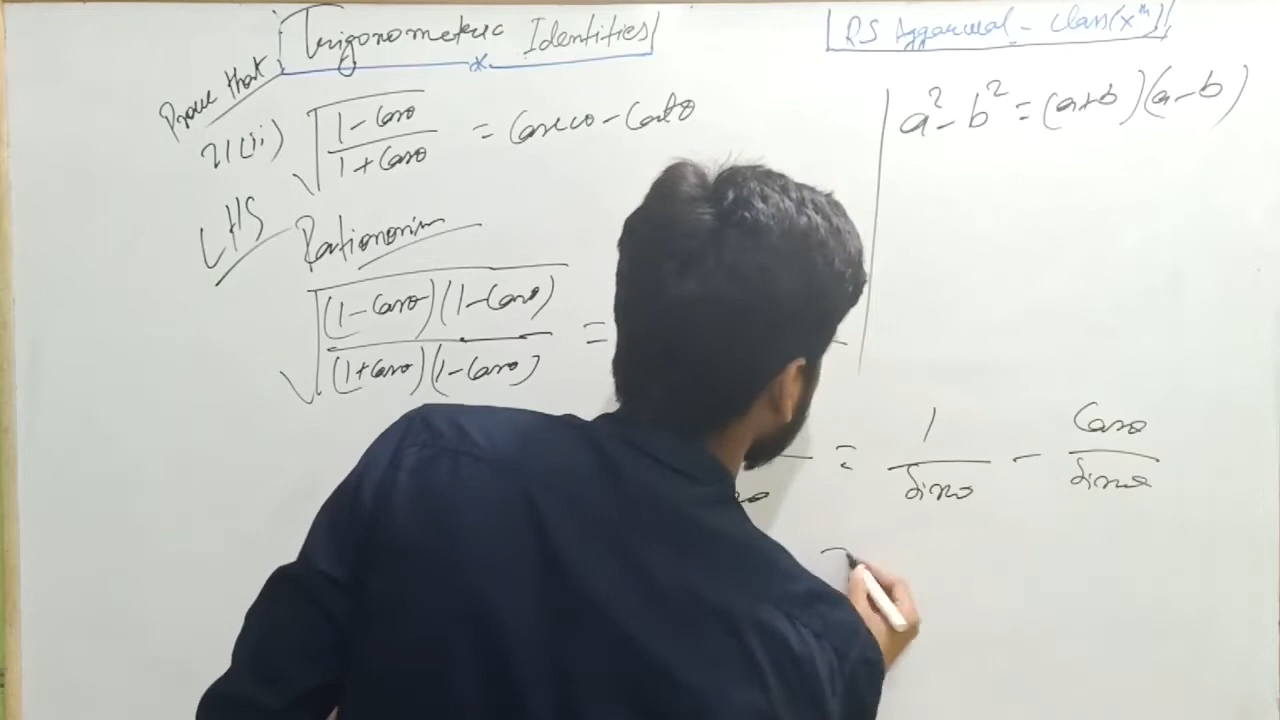 Trigonometric Identities
RS Aggarwal - Class (Xth)
Prove that
21(ii) √(1 - Cosθ / 1 + Cosθ) = Cosecθ - Cotθ
a² - b² = (a+b)(a-b)
LHS
√((1 - Cosθ)(1 - Cosθ) / (1 + Cosθ)(1 - Cosθ)) =
= 1 / Sinθ - Cosθ / Sinθ